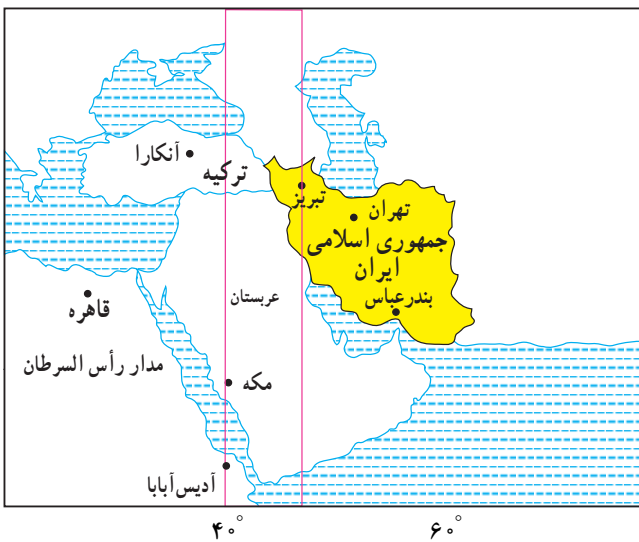 آنکارا
ترکیه
تبریز
تهران
جمهوری اسلامی
ایران
بندرعباس
عربستان
قاهره
مدار رأس السرطان
مکه
آدیس‌آبابا
۴۰°
۶۰°